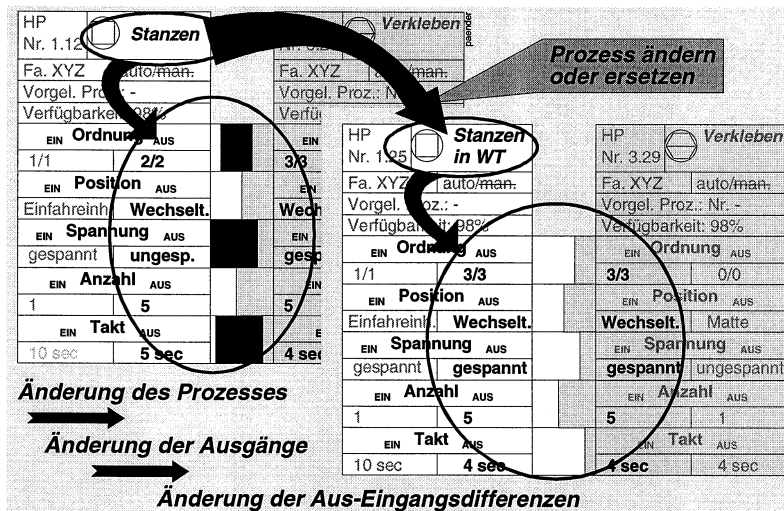 HP
Nr. 1.12
Stanzen
Verkleben
Fa. XYZ auto/man.
Vorgel. Proz.: -
Verfügbarkeit: 98%
EIN Ordnung AUS
1/1 2/2
EIN Position AUS
Einfahreinh. Wechselt.
EIN Spannung AUS
gespannt ungesp.
EIN Anzahl AUS
1 5
EIN Takt AUS
10 sec 5 sec
Fa. XYZ
Vorgel. Proz.: N
Verfü
EIN
3/3
EIN
Wech
EIN
gesp
EIN
5
4 sec
Prozess ändern
oder ersetzen
HP
Nr. 1.25
Stanzen
in WT
Fa. XYZ auto/man.
Vorgel. Proz.: -
Verfügbarkeit: 98%
EIN Ordnung AUS
1/1 3/3
EIN Position AUS
Einfahreinh. Wechselt.
EIN Spannung AUS
gespannt gespannt
EIN Anzahl AUS
1 5
EIN Takt AUS
10 sec 4 sec
HP
Nr. 3.29
Verkleben
Fa. XYZ auto/man.
Vorgel. Proz.: Nr. -
Verfügbarkeit: 98%
EIN Ordnung AUS
3/3 0/0
EIN Position AUS
Wechselt. Matte
EIN Spannung AUS
gespannt ungespannt
EIN Anzahl AUS
5 1
EIN Takt AUS
4 sec 4 sec
Änderung des Prozesses
Änderung der Ausgänge
Änderung der Aus-Eingangsdifferenzen